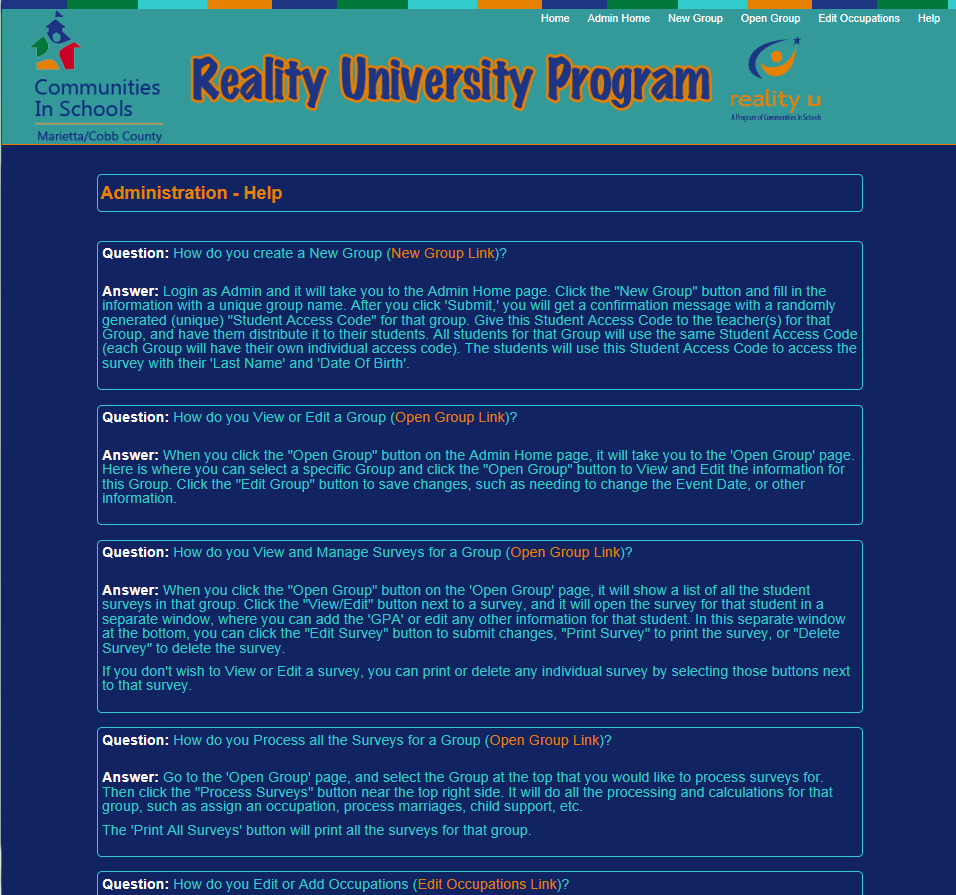 Home Admin Home New Group Open Group Edit Occupations Help
Communities
In Schools
Marietta/Cobb County
Reality University Program
reality u
A Program of Communities In Schools
Administration - Help
Question: How do you create a New Group (New Group Link)?
Answer: Login as Admin and it will take you to the Admin Home page. Click the "New Group" button and fill in the
information with a unique group name. After you click 'Submit,' you will get a confirmation message with a randomly
generated (unique) "Student Access Code" for that group. Give this Student Access Code to the teacher(s) for that
Group, and have them distribute it to their students. All students for that Group will use the same Student Access Code
(each Group will have their own individual access code). The students will use this Student Access Code to access the
survey with their 'Last Name' and 'Date Of Birth'.
Question: How do you View or Edit a Group (Open Group Link)?
Answer: When you click the "Open Group" button on the Admin Home page, it will take you to the 'Open Group' page.
Here is where you can select a specific Group and click the "Open Group" button to View and Edit the information for
this Group. Click the "Edit Group" button to save changes, such as needing to change the Event Date, or other
information.
Question: How do you View and Manage Surveys for a Group (Open Group Link)?
Answer: When you click the "Open Group" button on the 'Open Group' page, it will show a list of all the student
surveys in that group. Click the "View/Edit" button next to a survey, and it will open the survey for that student in a
separate window, where you can add the 'GPA' or edit any other information for that student. In this separate window
at the bottom, you can click the "Edit Survey" button to submit changes, "Print Survey" to print the survey, or "Delete
Survey" to delete the survey.
If you don't wish to View or Edit a survey, you can print or delete any individual survey by selecting those buttons next
to that survey.
Question: How do you Process all the Surveys for a Group (Open Group Link)?
Answer: Go to the 'Open Group' page, and select the Group at the top that you would like to process surveys for.
Then click the "Process Surveys" button near the top right side. It will do all the processing and calculations for that
group, such as assign an occupation, process marriages, child support, etc.
The 'Print All Surveys' button will print all the surveys for that group.
Question: How do you Edit or Add Occupations (Edit Occupations Link)?